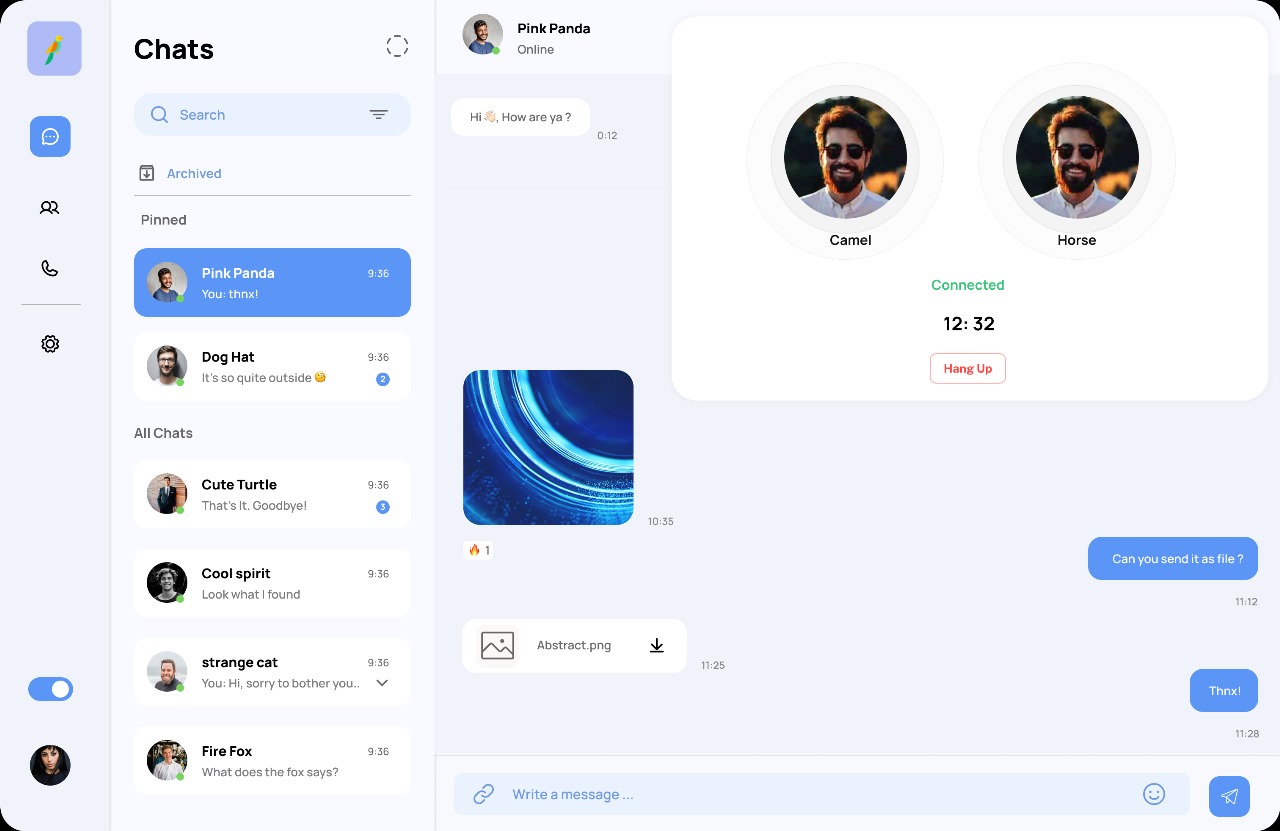 Chats
Search
Archived
Pinned
Pink Panda 9:36
You: thnx!
Dog Hat 9:36
It's so quite outside 🧐 2
All Chats
Cute Turtle 9:36
That's It. Goodbye! 3
Cool spirit 9:36
Look what I found
strange cat 9:36
You: Hi, sorry to bother you..
Fire Fox 9:36
What does the fox says?
Pink Panda
Online
Hi👋🏻, How are ya ?
0:12
Camel
Horse
Connected
12: 32
Hang Up
10:35
🔥 1
Can you send it as file ?
11:12
Abstract.png
11:25
Thnx!
11:28
Write a message ...